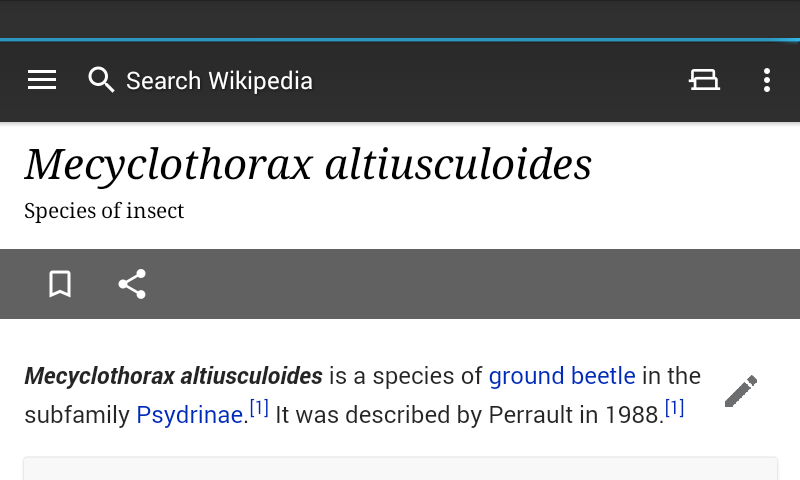 Search Wikipedia
Mecyclothorax altiusculoides
Species of insect
Mecyclothorax altiusculoides is a species of ground beetle in the
subfamily Psydrinae.[1] It was described by Perrault in 1988.[1]